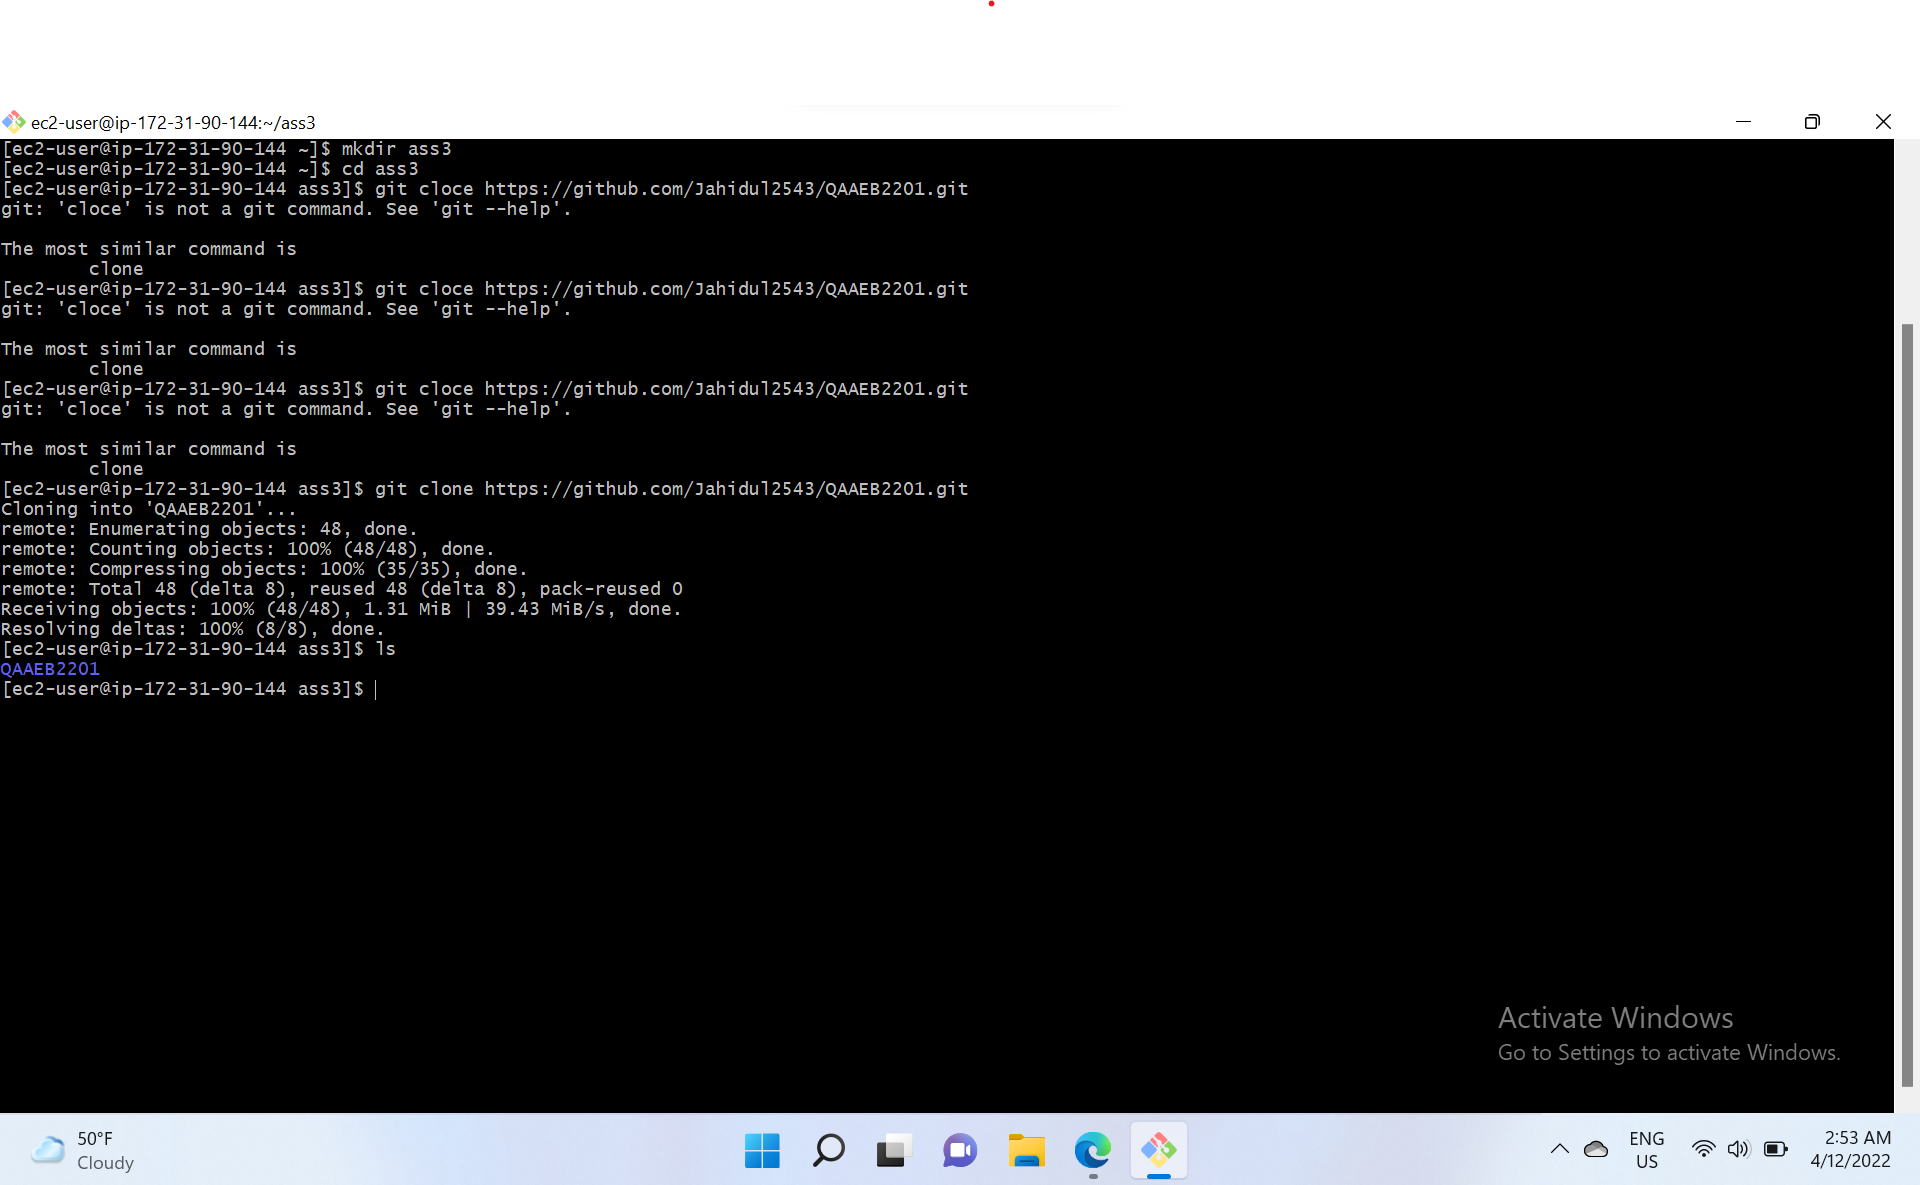 ec2-user@ip-172-31-90-144:~/ass3
[ec2-user@ip-172-31-90-144 ~]$ mkdir ass3
[ec2-user@ip-172-31-90-144 ~]$ cd ass3
[ec2-user@ip-172-31-90-144 ass3]$ git cloce https://github.com/Jahidul2543/QAAEB2201.git
git: 'cloce' is not a git command. See 'git --help'.
The most similar command is
clone
[ec2-user@ip-172-31-90-144 ass3]$ git cloce https://github.com/Jahidul2543/QAAEB2201.git
git: 'cloce' is not a git command. See 'git --help'.
The most similar command is
clone
[ec2-user@ip-172-31-90-144 ass3]$ git cloce https://github.com/Jahidul2543/QAAEB2201.git
git: 'cloce' is not a git command. See 'git --help'.
The most similar command is
clone
[ec2-user@ip-172-31-90-144 ass3]$ git clone https://github.com/Jahidul2543/QAAEB2201.git
Cloning into 'QAAEB2201'...
remote: Enumerating objects: 48, done.
remote: Counting objects: 100% (48/48), done.
remote: Compressing objects: 100% (35/35), done.
remote: Total 48 (delta 8), reused 48 (delta 8), pack-reused 0
Receiving objects: 100% (48/48), 1.31 MiB | 39.43 MiB/s, done.
Resolving deltas: 100% (8/8), done.
[ec2-user@ip-172-31-90-144 ass3]$ ls
QAAEB2201
[ec2-user@ip-172-31-90-144 ass3]$
Activate Windows
Go to Settings to activate Windows.
50°F
Cloudy
ENG
US
2:53 AM
4/12/2022